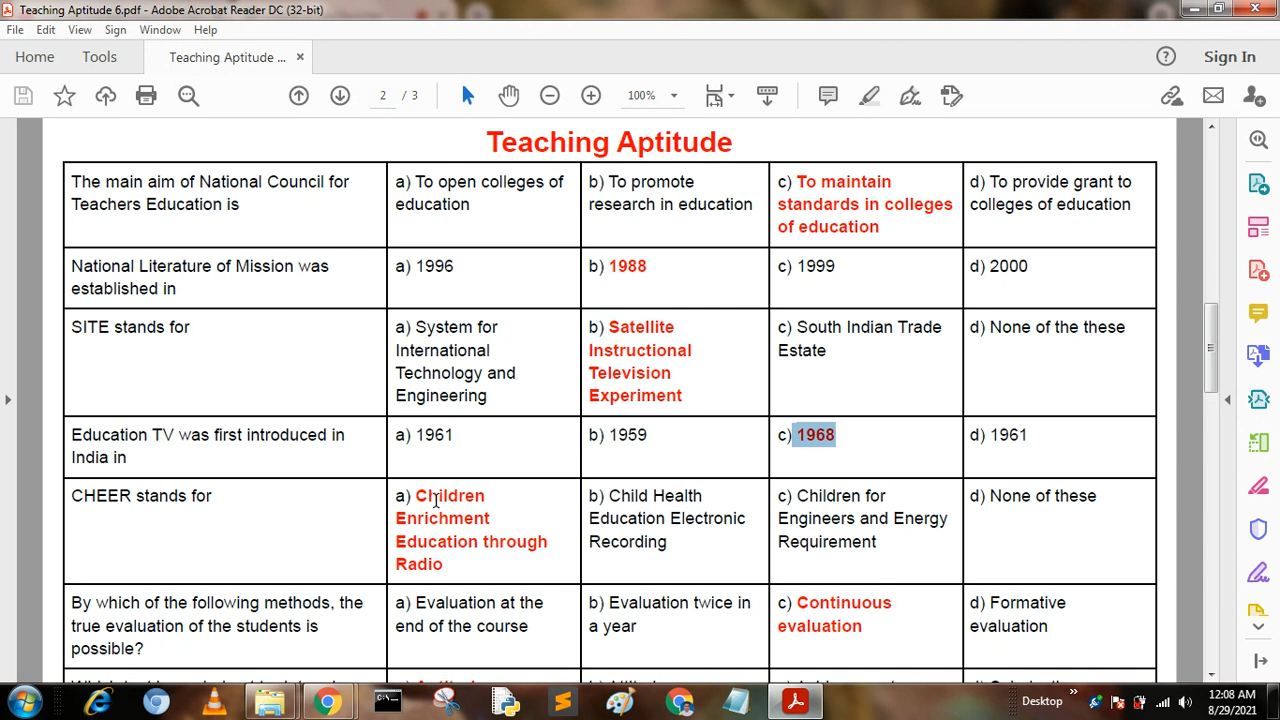 Teaching Aptitude 6.pdf - Adobe Acrobat Reader DC (32-bit)
File Edit View Sign Window Help
Home Tools Teaching Aptitude ... × Sign In
2 / 3 100%
Teaching Aptitude
The main aim of National Council for
Teachers Education is
a) To open colleges of
education
b) To promote
research in education
c) To maintain
standards in colleges
of education
d) To provide grant to
colleges of education
National Literature of Mission was
established in
a) 1996
b) 1988
c) 1999
d) 2000
SITE stands for
a) System for
International
Technology and
Engineering
b) Satellite
Instructional
Television
Experiment
c) South Indian Trade
Estate
d) None of the these
Education TV was first introduced in
India in
a) 1961
b) 1959
c) 1968
d) 1961
CHEER stands for
a) Children
Enrichment
Education through
Radio
b) Child Health
Education Electronic
Recording
c) Children for
Engineers and Energy
Requirement
d) None of these
By which of the following methods, the
true evaluation of the students is
possible?
a) Evaluation at the
end of the course
b) Evaluation twice in
a year
c) Continuous
evaluation
d) Formative
evaluation
Desktop
12:08 AM
8/29/2021